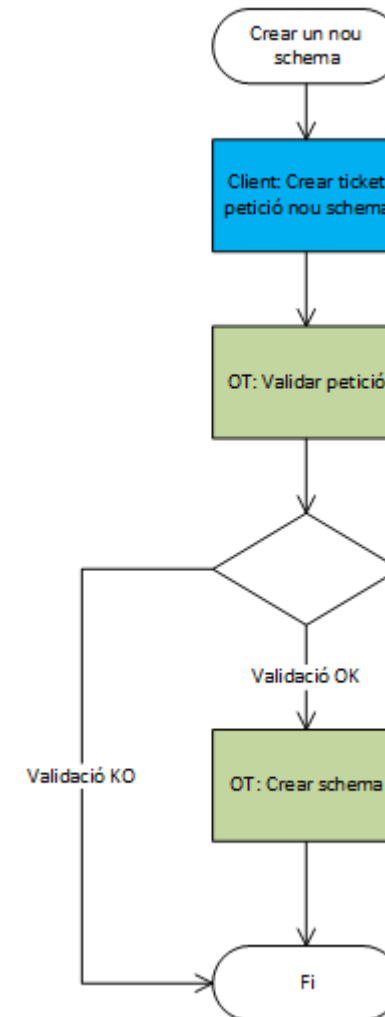 Crear un nou
schema
Client: Crear ticket
petició nou schema
OT: Validar petició
Validació OK
Validació KO
OT: Crear schema
Fi